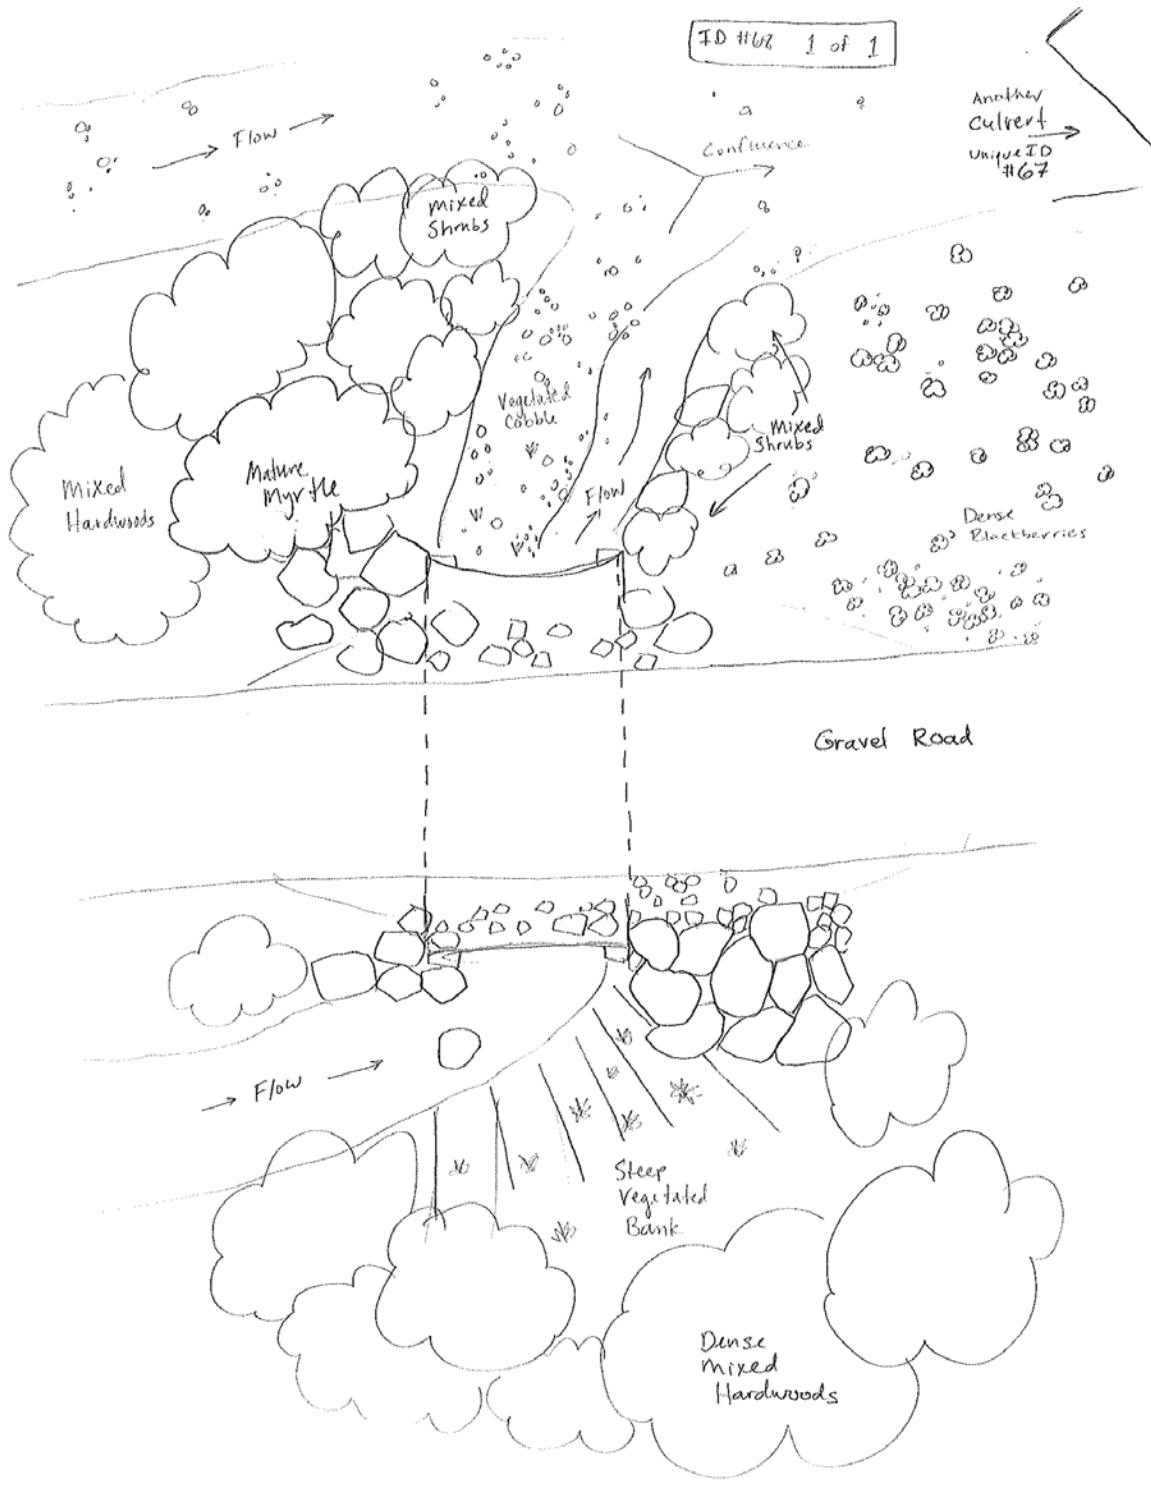 ID #68 1 of 1
Another
Culvert
Unique ID
#67
Flow
Confluence
Mixed
Shrubs
Vegetated
Cobble
Mixed
Shrubs
Mature
Myrtle
Mixed
Hardwoods
Flow
Dense
Blackberries
Gravel Road
Flow
Steep
Vegetated
Bank
Dense
Mixed
Hardwoods